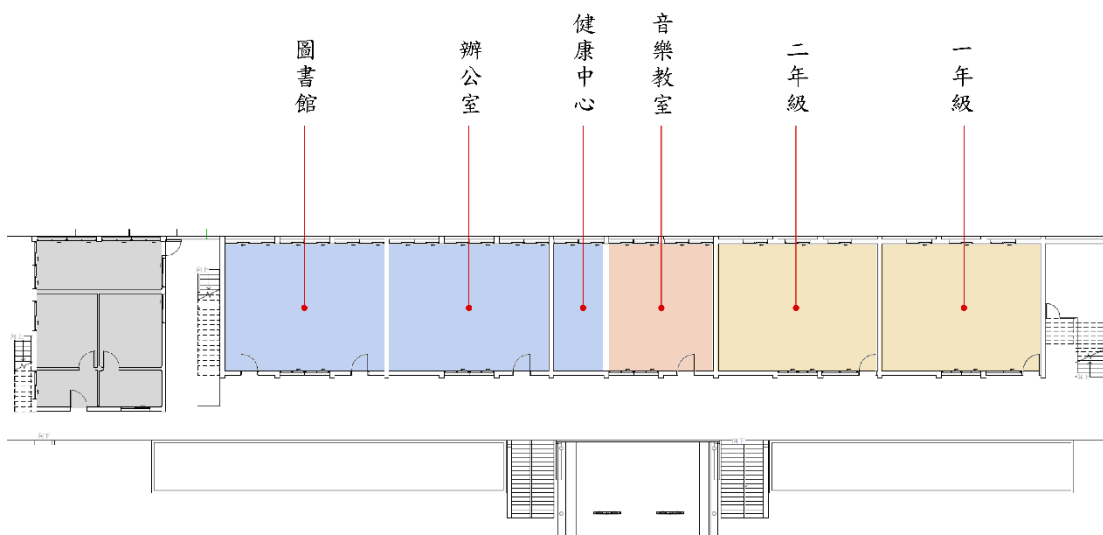 圖書館
辦公室
健康中心
音樂教室
二年級
一年級